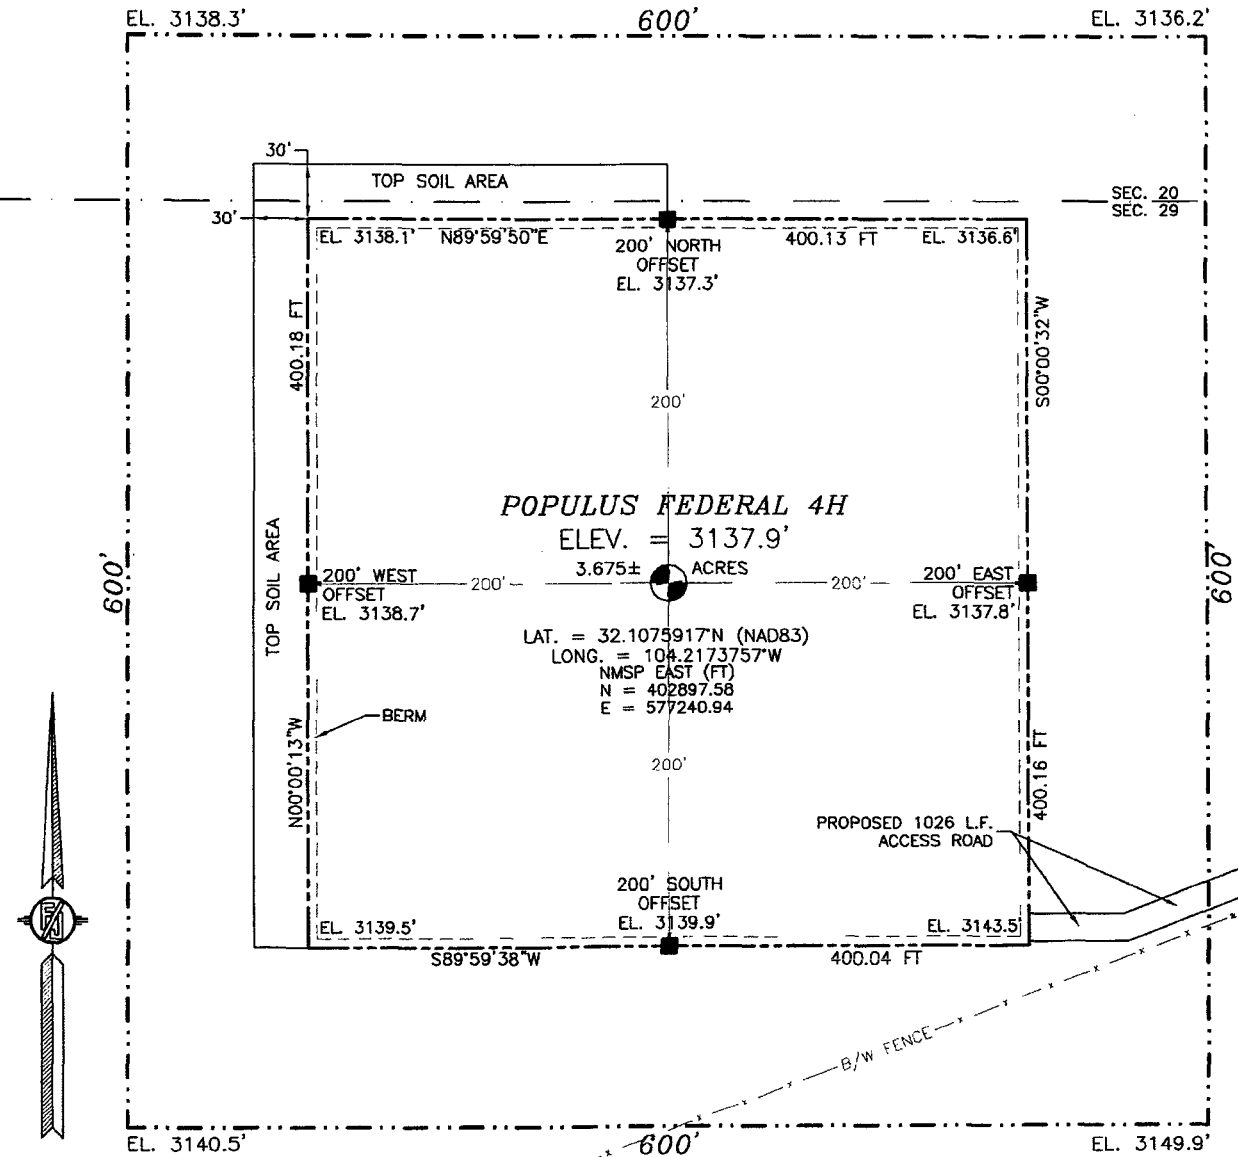 EL. 3138.3'
600'
EL. 3136.2'
30'
TOP SOIL AREA
SEC. 20
30'
SEC. 29
EL. 3138.1'
N89°59'50"E
400.13 FT
EL. 3136.6'
200' NORTH
OFFSET
EL. 3137.3'
400.18 FT
S00°00'32"W
200'
POPULUS FEDERAL 4H
ELEV. = 3137.9'
3.675± ACRES
600'
TOP SOIL AREA
200' WEST
OFFSET
EL. 3138.7'
200'
200'
200' EAST
OFFSET
EL. 3137.8'
600'
LAT. = 32.1075917°N (NAD83)
LONG. = 104.2173757°W
NMSP EAST (FT)
N = 402897.58
E = 577240.94
BERM
N00°00'13"W
200'
400.16 FT
PROPOSED 1026 L.F.
ACCESS ROAD
200' SOUTH
OFFSET
EL. 3139.9'
EL. 3139.5'
EL. 3143.5'
S89°59'38"W
400.04 FT
B/W FENCE
EL. 3140.5'
600'
EL. 3149.9'